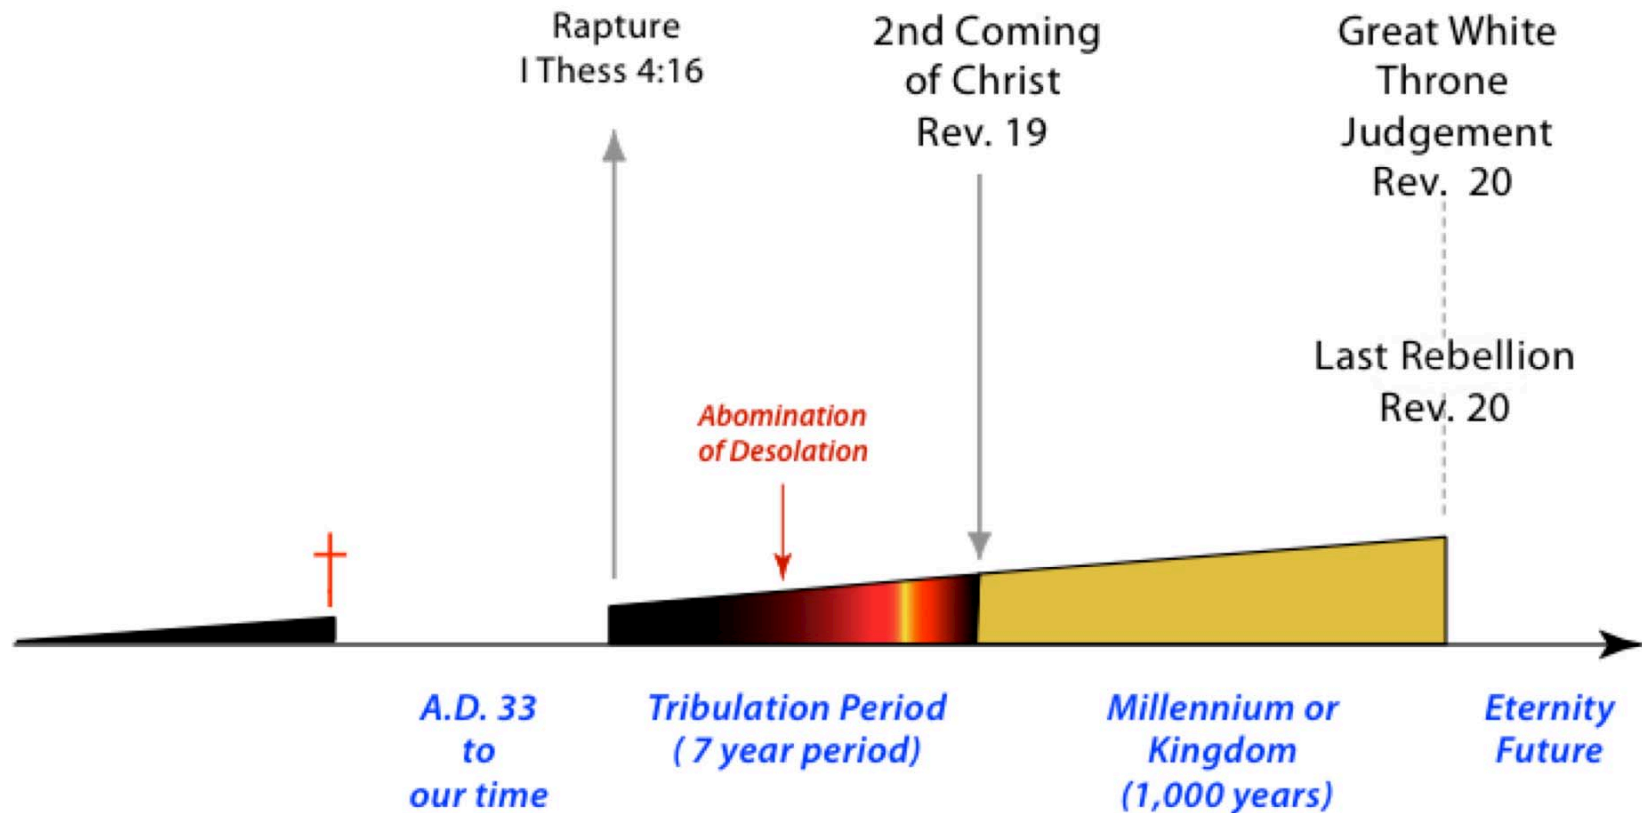 Rapture
I Thess 4:16
2nd Coming
of Christ
Rev. 19
Great White
Throne
Judgement
Rev. 20
Last Rebellion
Rev. 20
Abomination
of Desolation
A.D. 33
to
our time
Tribulation Period
( 7 year period)
Millennium or
Kingdom
(1,000 years)
Eternity
Future